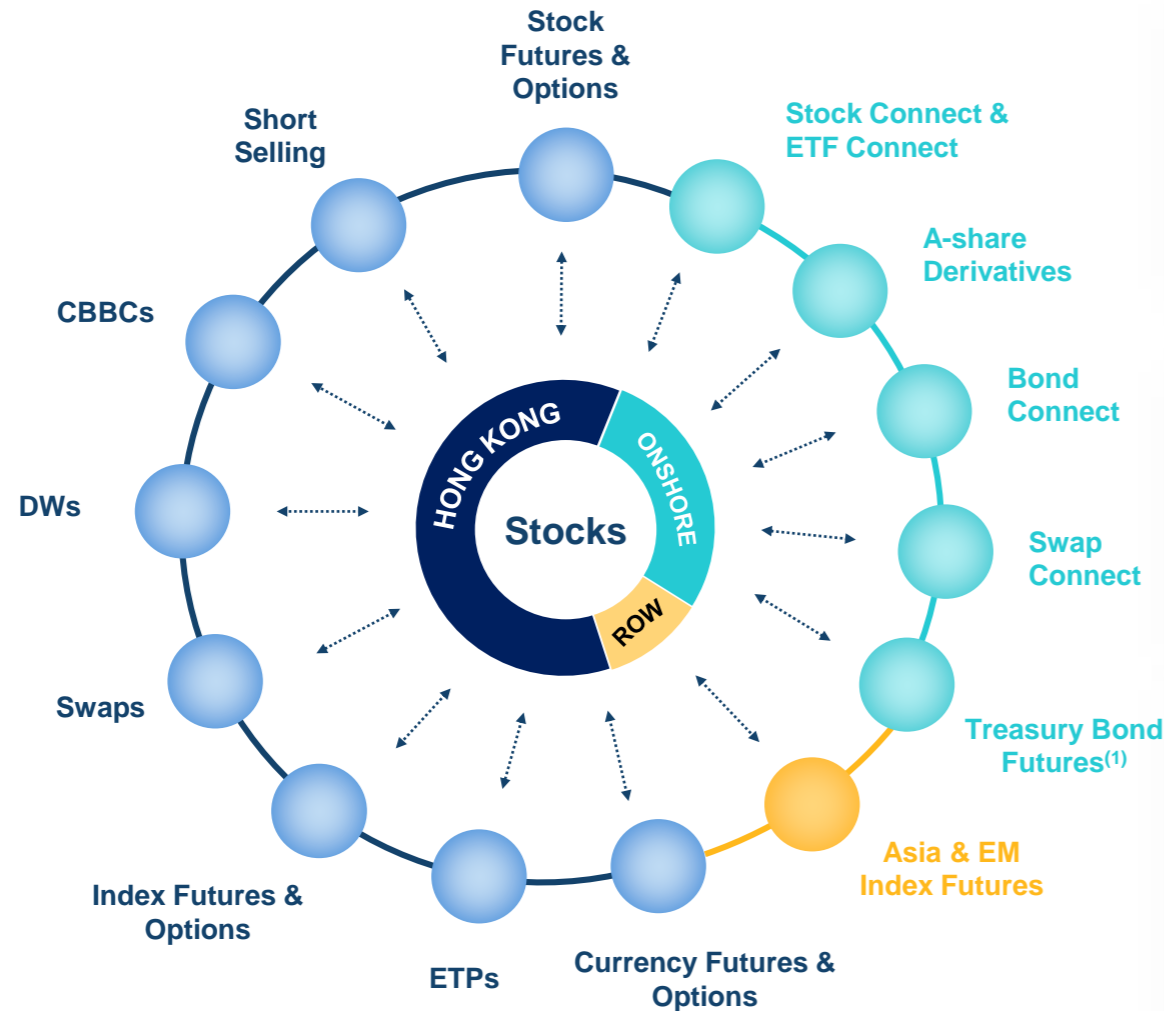 Stock
Futures &
Options
Stock Connect &
ETF Connect
Short
Selling
A-share
Derivatives
CBBCs
Bond
Connect
HONG KONG
ONSHORE
DWs
Stocks
Swap
Connect
ROW
Swaps
Treasury Bond
Futures(1)
Asia & EM
Index Futures
Index Futures &
Options
ETPs
Currency Futures &
Options